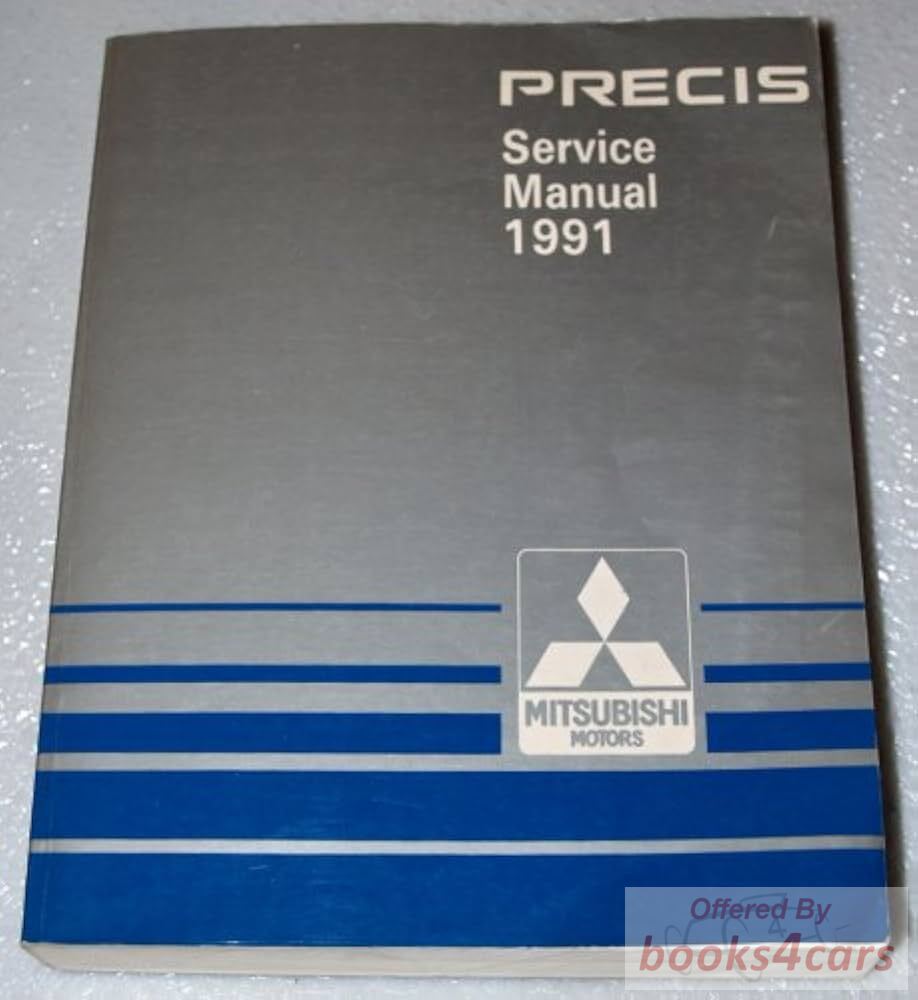 PRECIS
Service
Manual
1991
MITSUBISHI
MOTORS
Offered By
books4cars